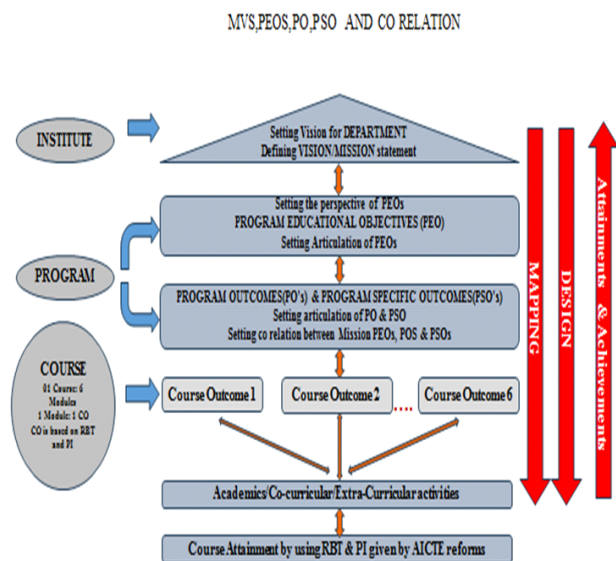 MVS,PEOS,PO,PSO AND CO RELATION
INSTITUTE
Setting Vision for DEPARTMENT
Defining VISION/MISSION statement
Setting the perspective of PEOs
PROGRAM EDUCATIONAL OBJECTIVES (PEO)
Setting Articulation of PEOs
PROGRAM
PROGRAM OUTCOMES(PO's) & PROGRAM SPECIFIC OUTCOMES(PSO's)
Setting articulation of PO & PSO
Setting co relation between Mission PEOs, POS & PSOs
COURSE
01 Course: 6
Modules
1 Module: 1 CO
CO is based on RBT
and PI
Course Outcome 1
Course Outcome 2
....
Course Outcome 6
Academics/Co-curricular/Extra-Curricular activities
Course Attainment by using RBT & PI given by AICTE reforms
MAPPING
DESIGN
Attainments & Achievements